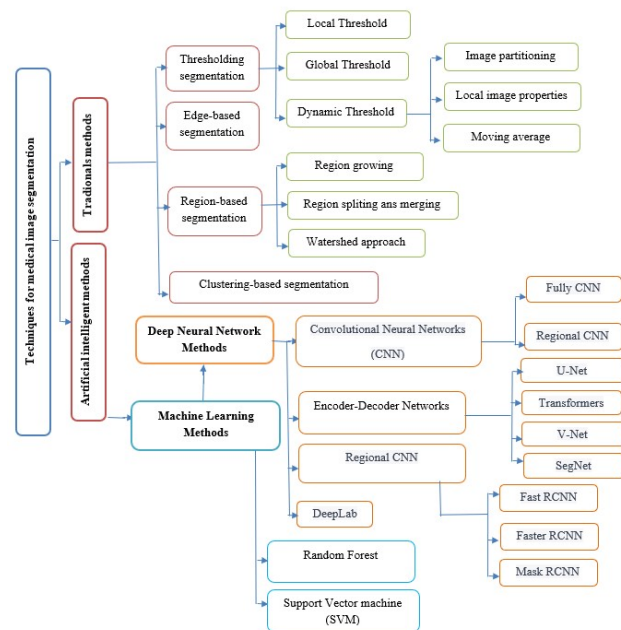 Techniques for medical image segmentation
Tradionals methods
Artificial intelligent methods
Thresholding
segmentation
Edge-based
segmentation
Region-based
segmentation
Clustering-based segmentation
Local Threshold
Global Threshold
Dynamic Threshold
Image partitioning
Local image properties
Moving average
Region growing
Region spliting ans merging
Watershed approach
Deep Neural Network
Methods
Machine Learning
Methods
Convolutional Neural Networks
(CNN)
Fully CNN
Regional CNN
Encoder-Decoder Networks
U-Net
Transformers
V-Net
SegNet
Regional CNN
Fast RCNN
Faster RCNN
Mask RCNN
DeepLab
Random Forest
Support Vector machine
(SVM)